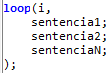 loop(i,
    sentencia1;
    sentencia2;
    sentenciaN;
);